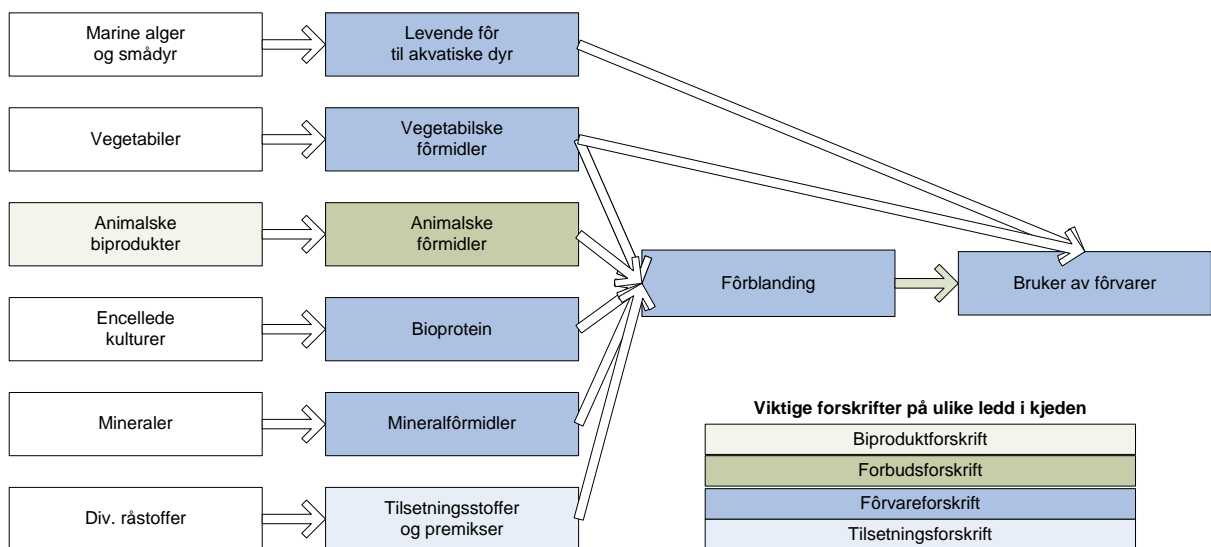 Marine alger
og smådyr
Levende fôr
til akvatiske dyr
Vegetabiler
Vegetabilske
fôrmidler
Animalske
biprodukter
Animalske
fôrmidler
Fôrblanding
Bruker av fôrvarer
Encellede
kulturer
Bioprotein
Mineraler
Mineralfôrmidler
Div. råstoffer
Tilsetningsstoffer
og premikser
Viktige forskrifter på ulike ledd i kjeden
Biproduktforskrift
Forbudsforskrift
Fôrvareforskrift
Tilsetningsforskrift